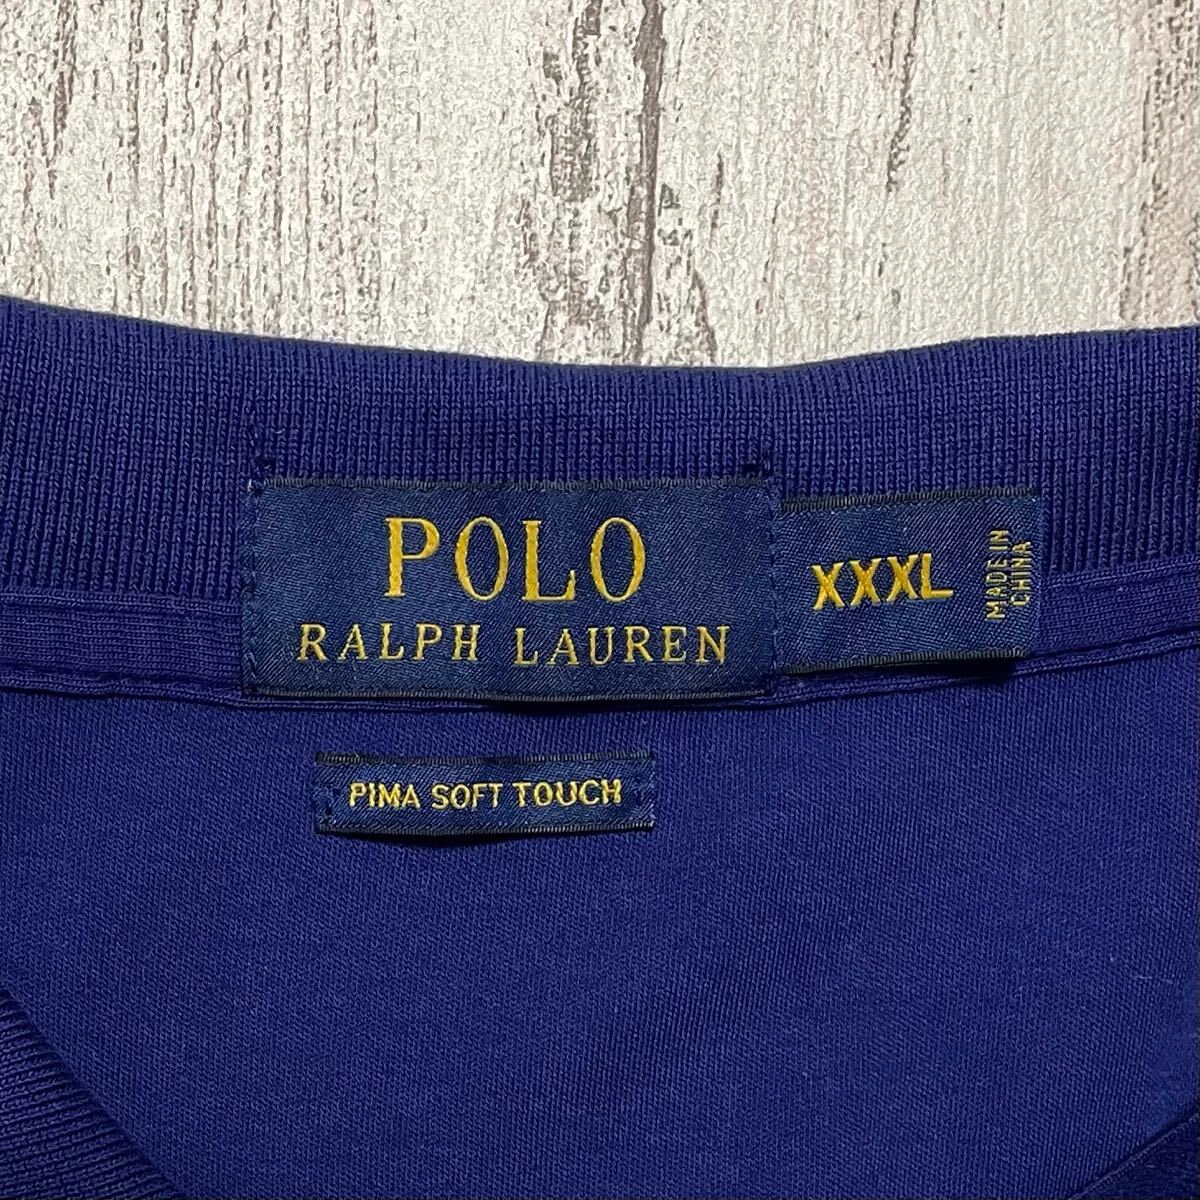 POLO
RALPH LAUREN
XXXL
MADE IN
CHINA
PIMA SOFT TOUCH